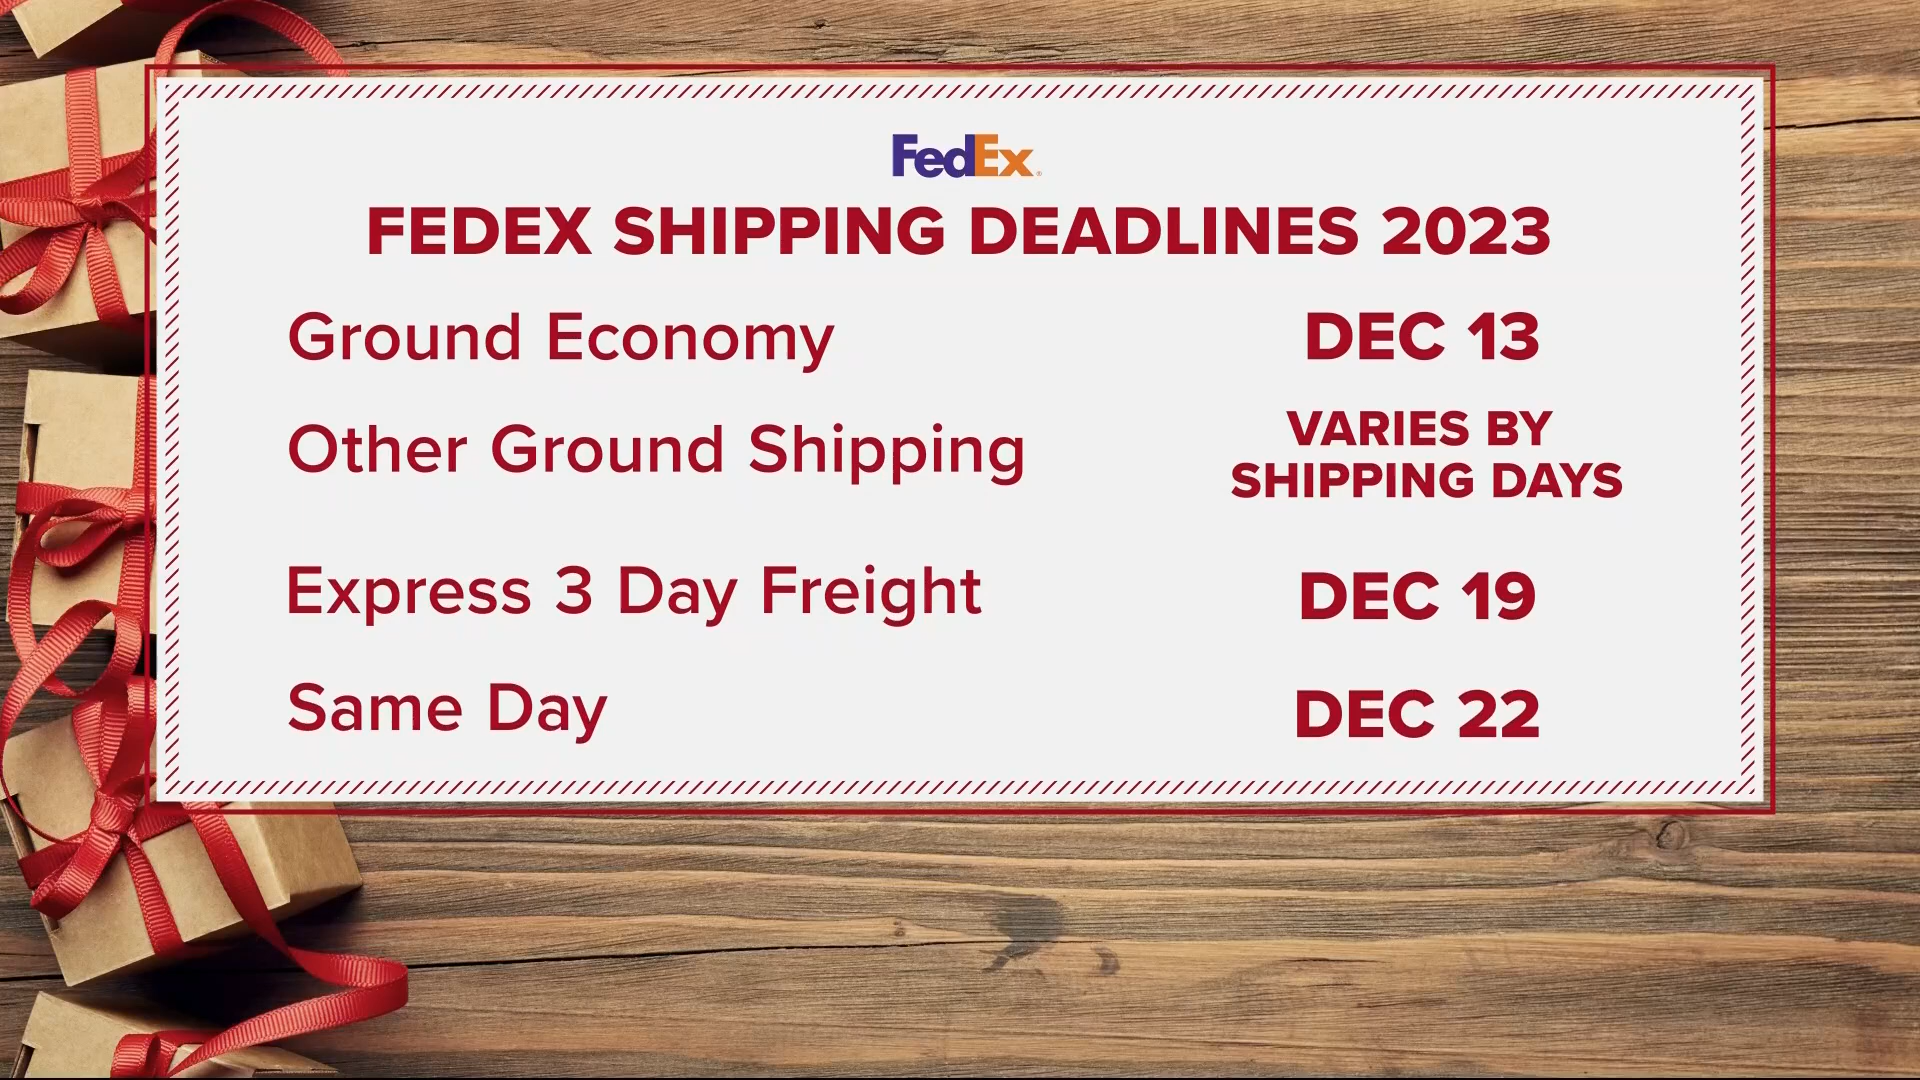 FedEx®
FEDEX SHIPPING DEADLINES 2023
Ground Economy DEC 13
Other Ground Shipping VARIES BY
SHIPPING DAYS
Express 3 Day Freight DEC 19
Same Day DEC 22